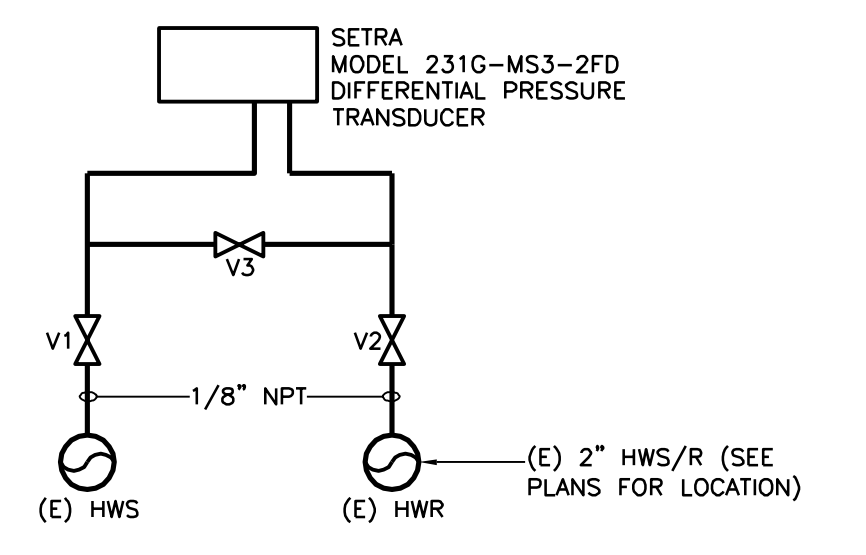 SETRA
MODEL 231G-MS3-2FD
DIFFERENTIAL PRESSURE
TRANSDUCER
V3
V1
V2
1/8" NPT
(E) 2" HWS/R (SEE
PLANS FOR LOCATION)
(E) HWS
(E) HWR